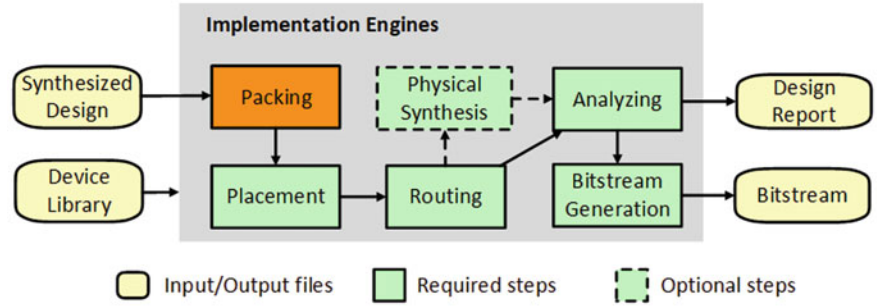 Implementation Engines
Synthesized
Design
Packing
Physical
Synthesis
Analyzing
Design
Report
Device
Library
Placement
Routing
Bitstream
Generation
Bitstream
Input/Output files
Required steps
Optional steps